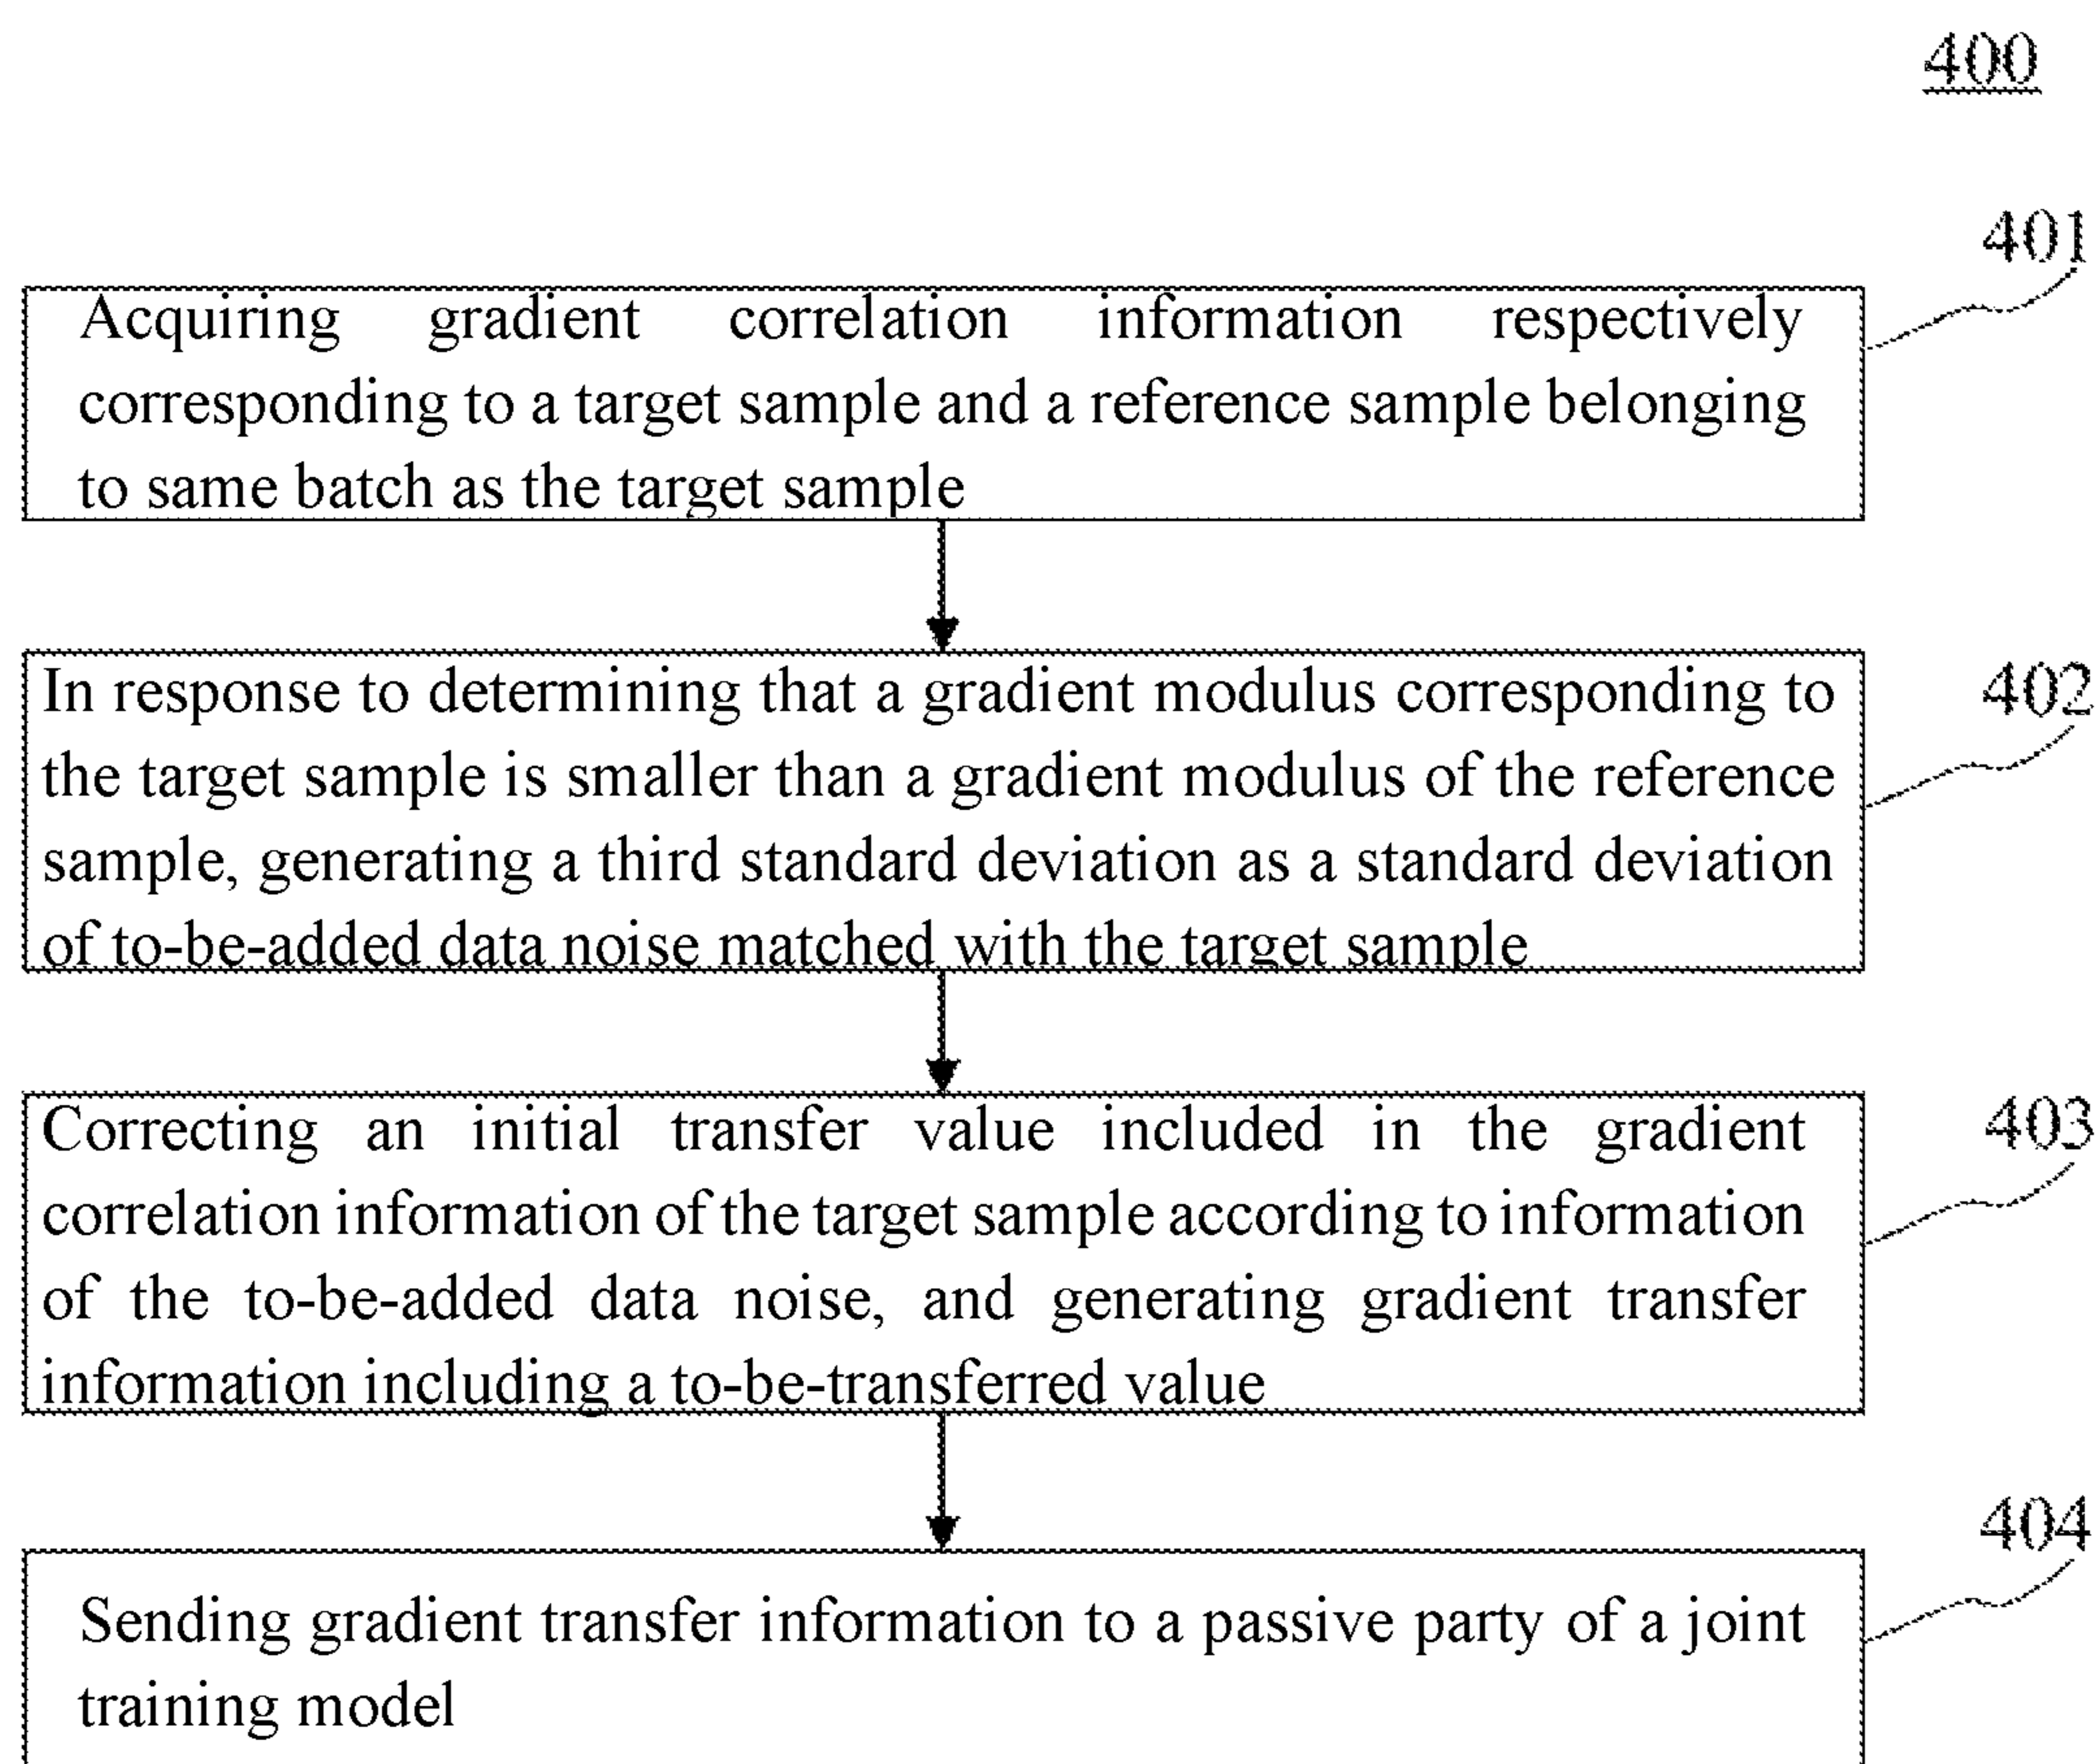 400
401
Acquiring gradient correlation information respectively
corresponding to a target sample and a reference sample belonging
to same batch as the target sample
402
In response to determining that a gradient modulus corresponding to
the target sample is smaller than a gradient modulus of the reference
sample, generating a third standard deviation as a standard deviation
of to-be-added data noise matched with the target sample
403
Correcting an initial transfer value included in the gradient
correlation information of the target sample according to information
of the to-be-added data noise, and generating gradient transfer
information including a to-be-transferred value
404
Sending gradient transfer information to a passive party of a joint
training model